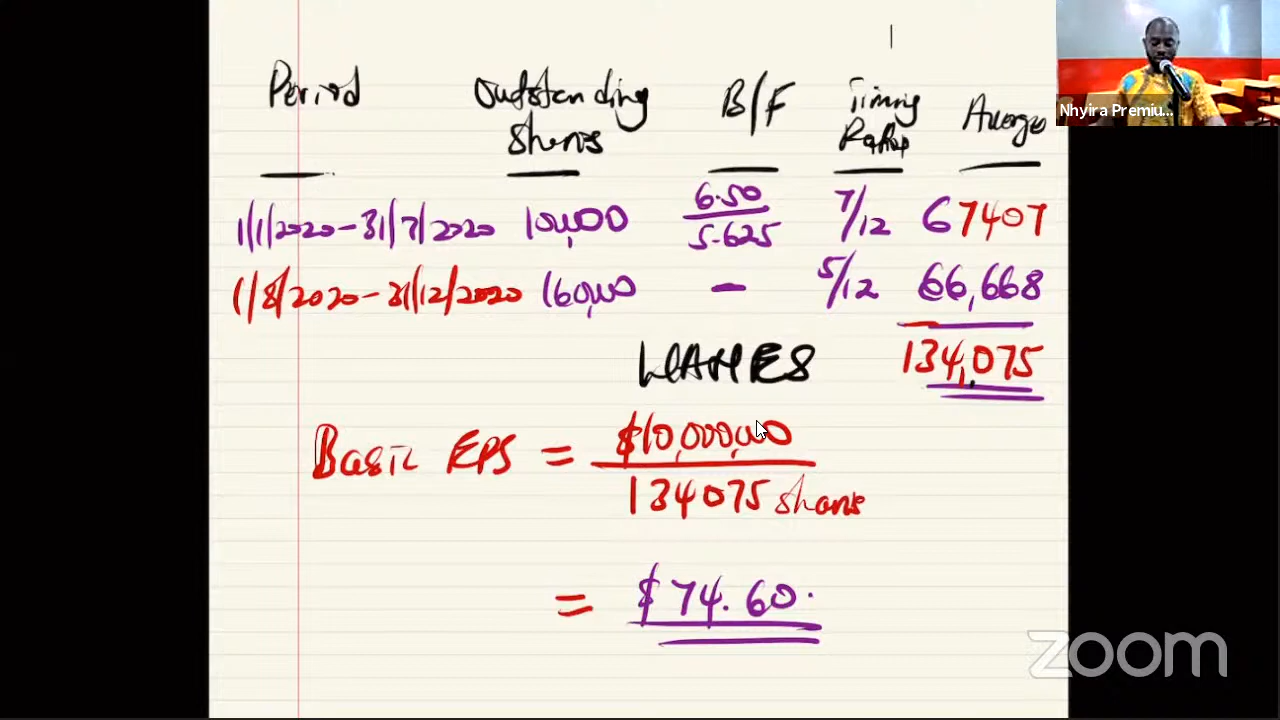 Period Outstanding Shares B/F Timing Ratio Average
1/1/2020 - 31/7/2020 100,000 6.50/5.625 7/12 67407
1/8/2020 - 31/12/2020 160,000 - 5/12 66,668
134,075
Basic EPS = $10,000,000
134075 shares
= $74.60.
Nhyira Premiu...
zoom